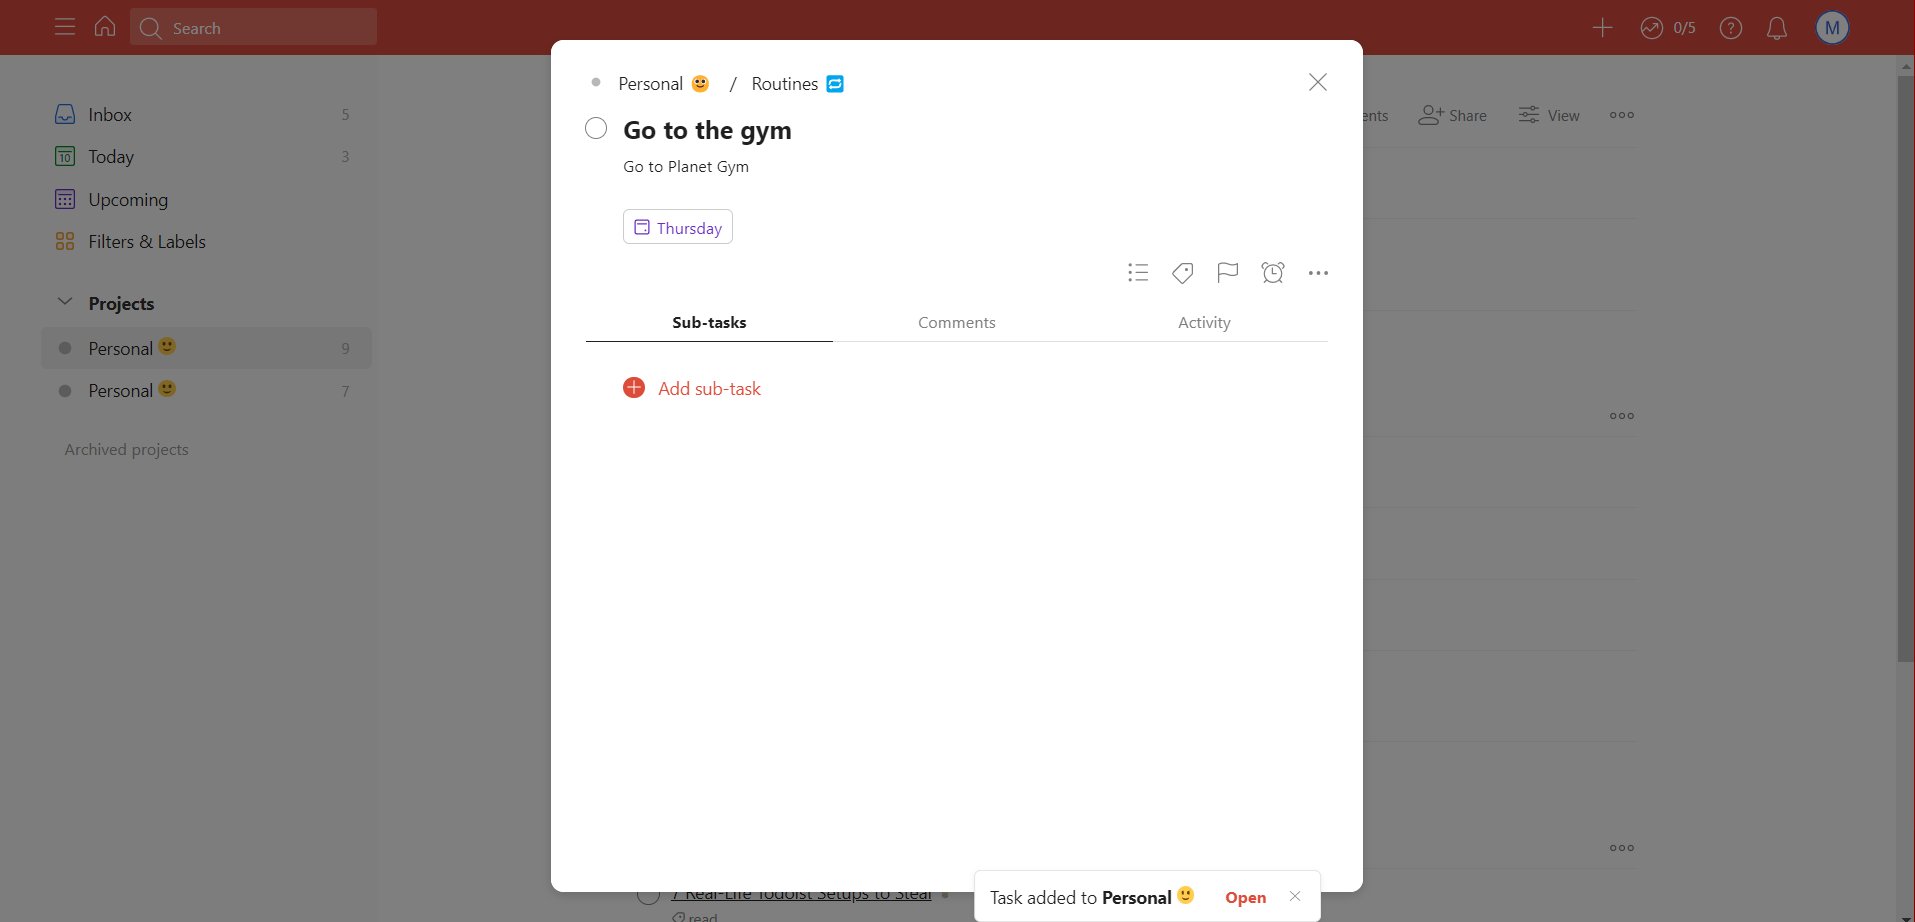 Search
0/5
?
M
Inbox 5
10
Today 3
Upcoming
Filters & Labels
Projects
Personal 🙂 9
Personal 🙂 7
Archived projects
Share
View
Personal 🙂 / Routines 🔁
Go to the gym
Go to Planet Gym
Thursday
Sub-tasks
Comments
Activity
Add sub-task
7 Real-Life Todoist Setups to Steal
read
Task added to Personal 🙂 Open